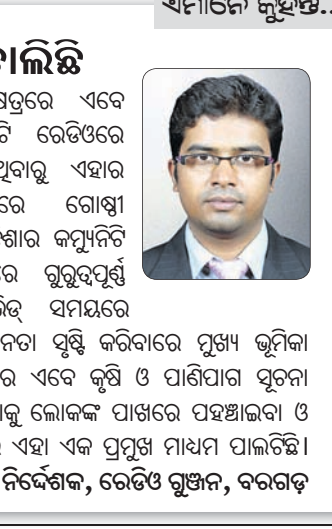 ଏମାନେ କୁହନ୍ତି..
ଚାଲିଛି
କ୍ଷେତ୍ରରେ ଏବେ
ରେଡିଓରେ
ଥିବାରୁ ଏହାର
ଗୋଷ୍ଠୀ
କମ୍ୟୁନିଟି
ଗୁରୁତ୍ୱପୂର୍ଣ୍ଣ
ସମୟରେ
ସୃଷ୍ଟି କରିବାରେ ମୁଖ୍ୟ ଭୂମିକା
ଏବେ କୃଷି ଓ ପାଣିପାଗ ସୂଚନା
ଲୋକଙ୍କ ପାଖରେ ପହଞ୍ଚାଇବା ଓ
ଏହା ଏକ ପ୍ରମୁଖ ମାଧ୍ୟମ ପାଲଟିଛି।
ନିର୍ଦ୍ଦେଶକ, ରେଡିଓ ଗୁଞ୍ଜନ, ବରଗଡ଼